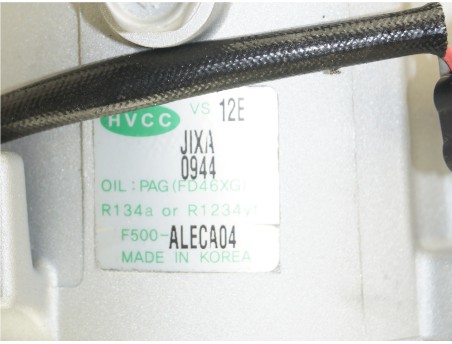 HVCC VS 12E
JIXA
0944
OIL : PAG (FD46XG)
R134a or R1234yf
F500-ALECA04
MADE IN KOREA